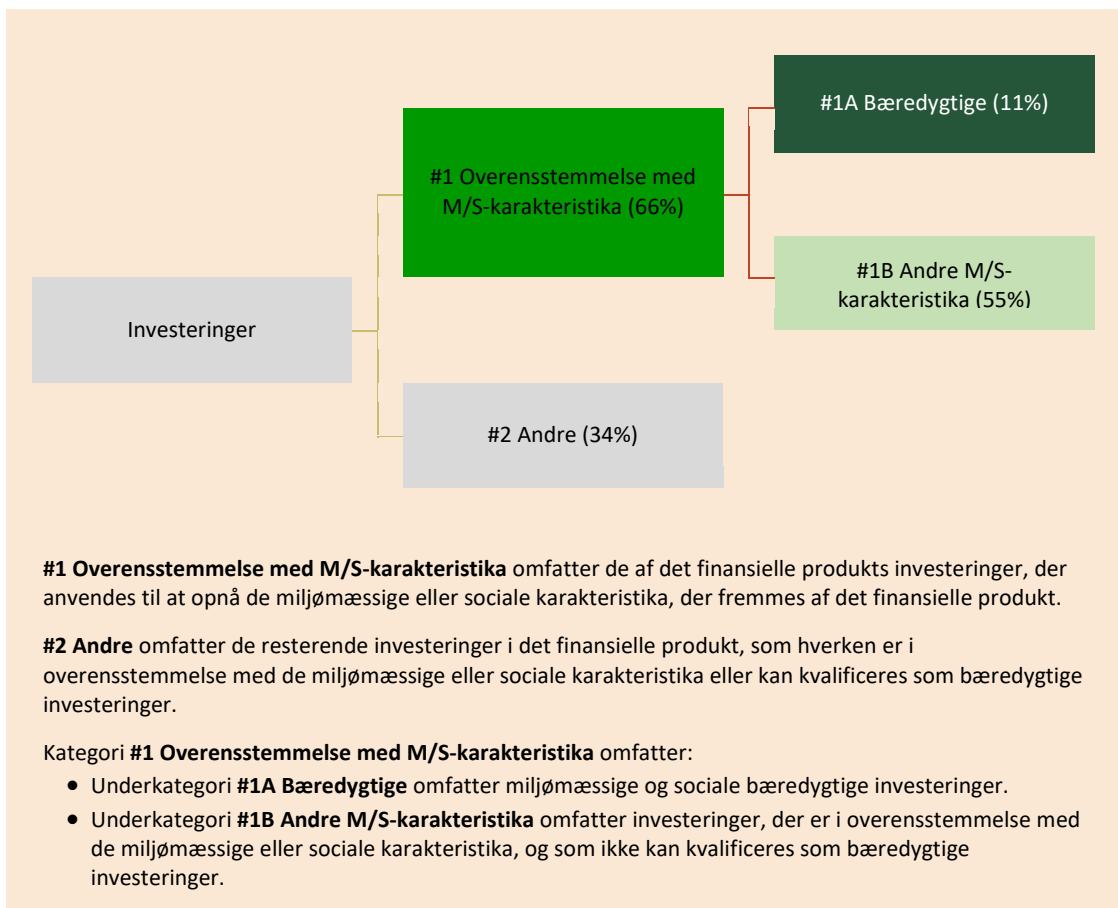 #1A Bæredygtige (11%)
#1 Overensstemmelse med
M/S-karakteristika (66%)
#1B Andre M/S-
karakteristika (55%)
Investeringer
#2 Andre (34%)
#1 Overensstemmelse med M/S-karakteristika omfatter de af det finansielle produkts investeringer, der
anvendes til at opnå de miljømæssige eller sociale karakteristika, der fremmes af det finansielle produkt.
#2 Andre omfatter de resterende investeringer i det finansielle produkt, som hverken er i
overensstemmelse med de miljømæssige eller sociale karakteristika eller kan kvalificeres som bæredygtige
investeringer.
Kategori #1 Overensstemmelse med M/S-karakteristika omfatter:
• Underkategori #1A Bæredygtige omfatter miljømæssige og sociale bæredygtige investeringer.
• Underkategori #1B Andre M/S-karakteristika omfatter investeringer, der er i overensstemmelse med
de miljømæssige eller sociale karakteristika, og som ikke kan kvalificeres som bæredygtige
investeringer.